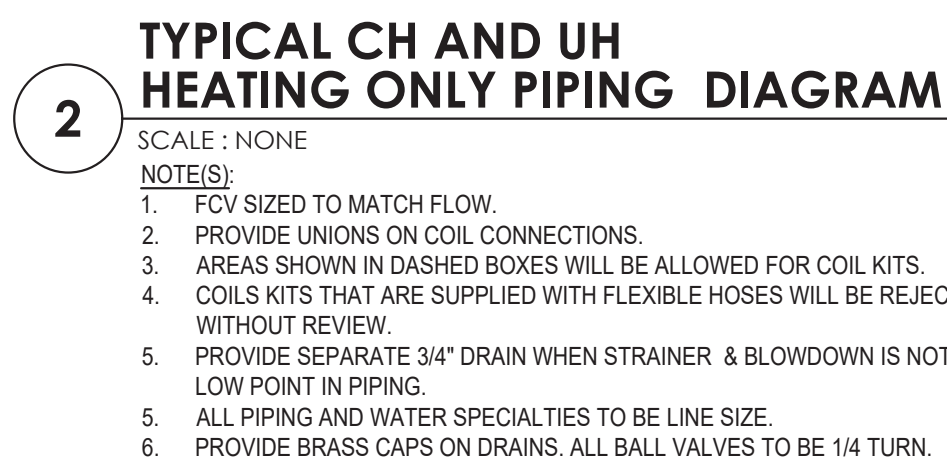 TYPICAL CH AND UH
HEATING ONLY PIPING DIAGRAM
2
SCALE : NONE
NOTE(S):
1. FCV SIZED TO MATCH FLOW.
2. PROVIDE UNIONS ON COIL CONNECTIONS.
3. AREAS SHOWN IN DASHED BOXES WILL BE ALLOWED FOR COIL KITS.
4. COILS KITS THAT ARE SUPPLIED WITH FLEXIBLE HOSES WILL BE REJEC
WITHOUT REVIEW.
5. PROVIDE SEPARATE 3/4" DRAIN WHEN STRAINER & BLOWDOWN IS NOT
LOW POINT IN PIPING.
5. ALL PIPING AND WATER SPECIALTIES TO BE LINE SIZE.
6. PROVIDE BRASS CAPS ON DRAINS. ALL BALL VALVES TO BE 1/4 TURN.